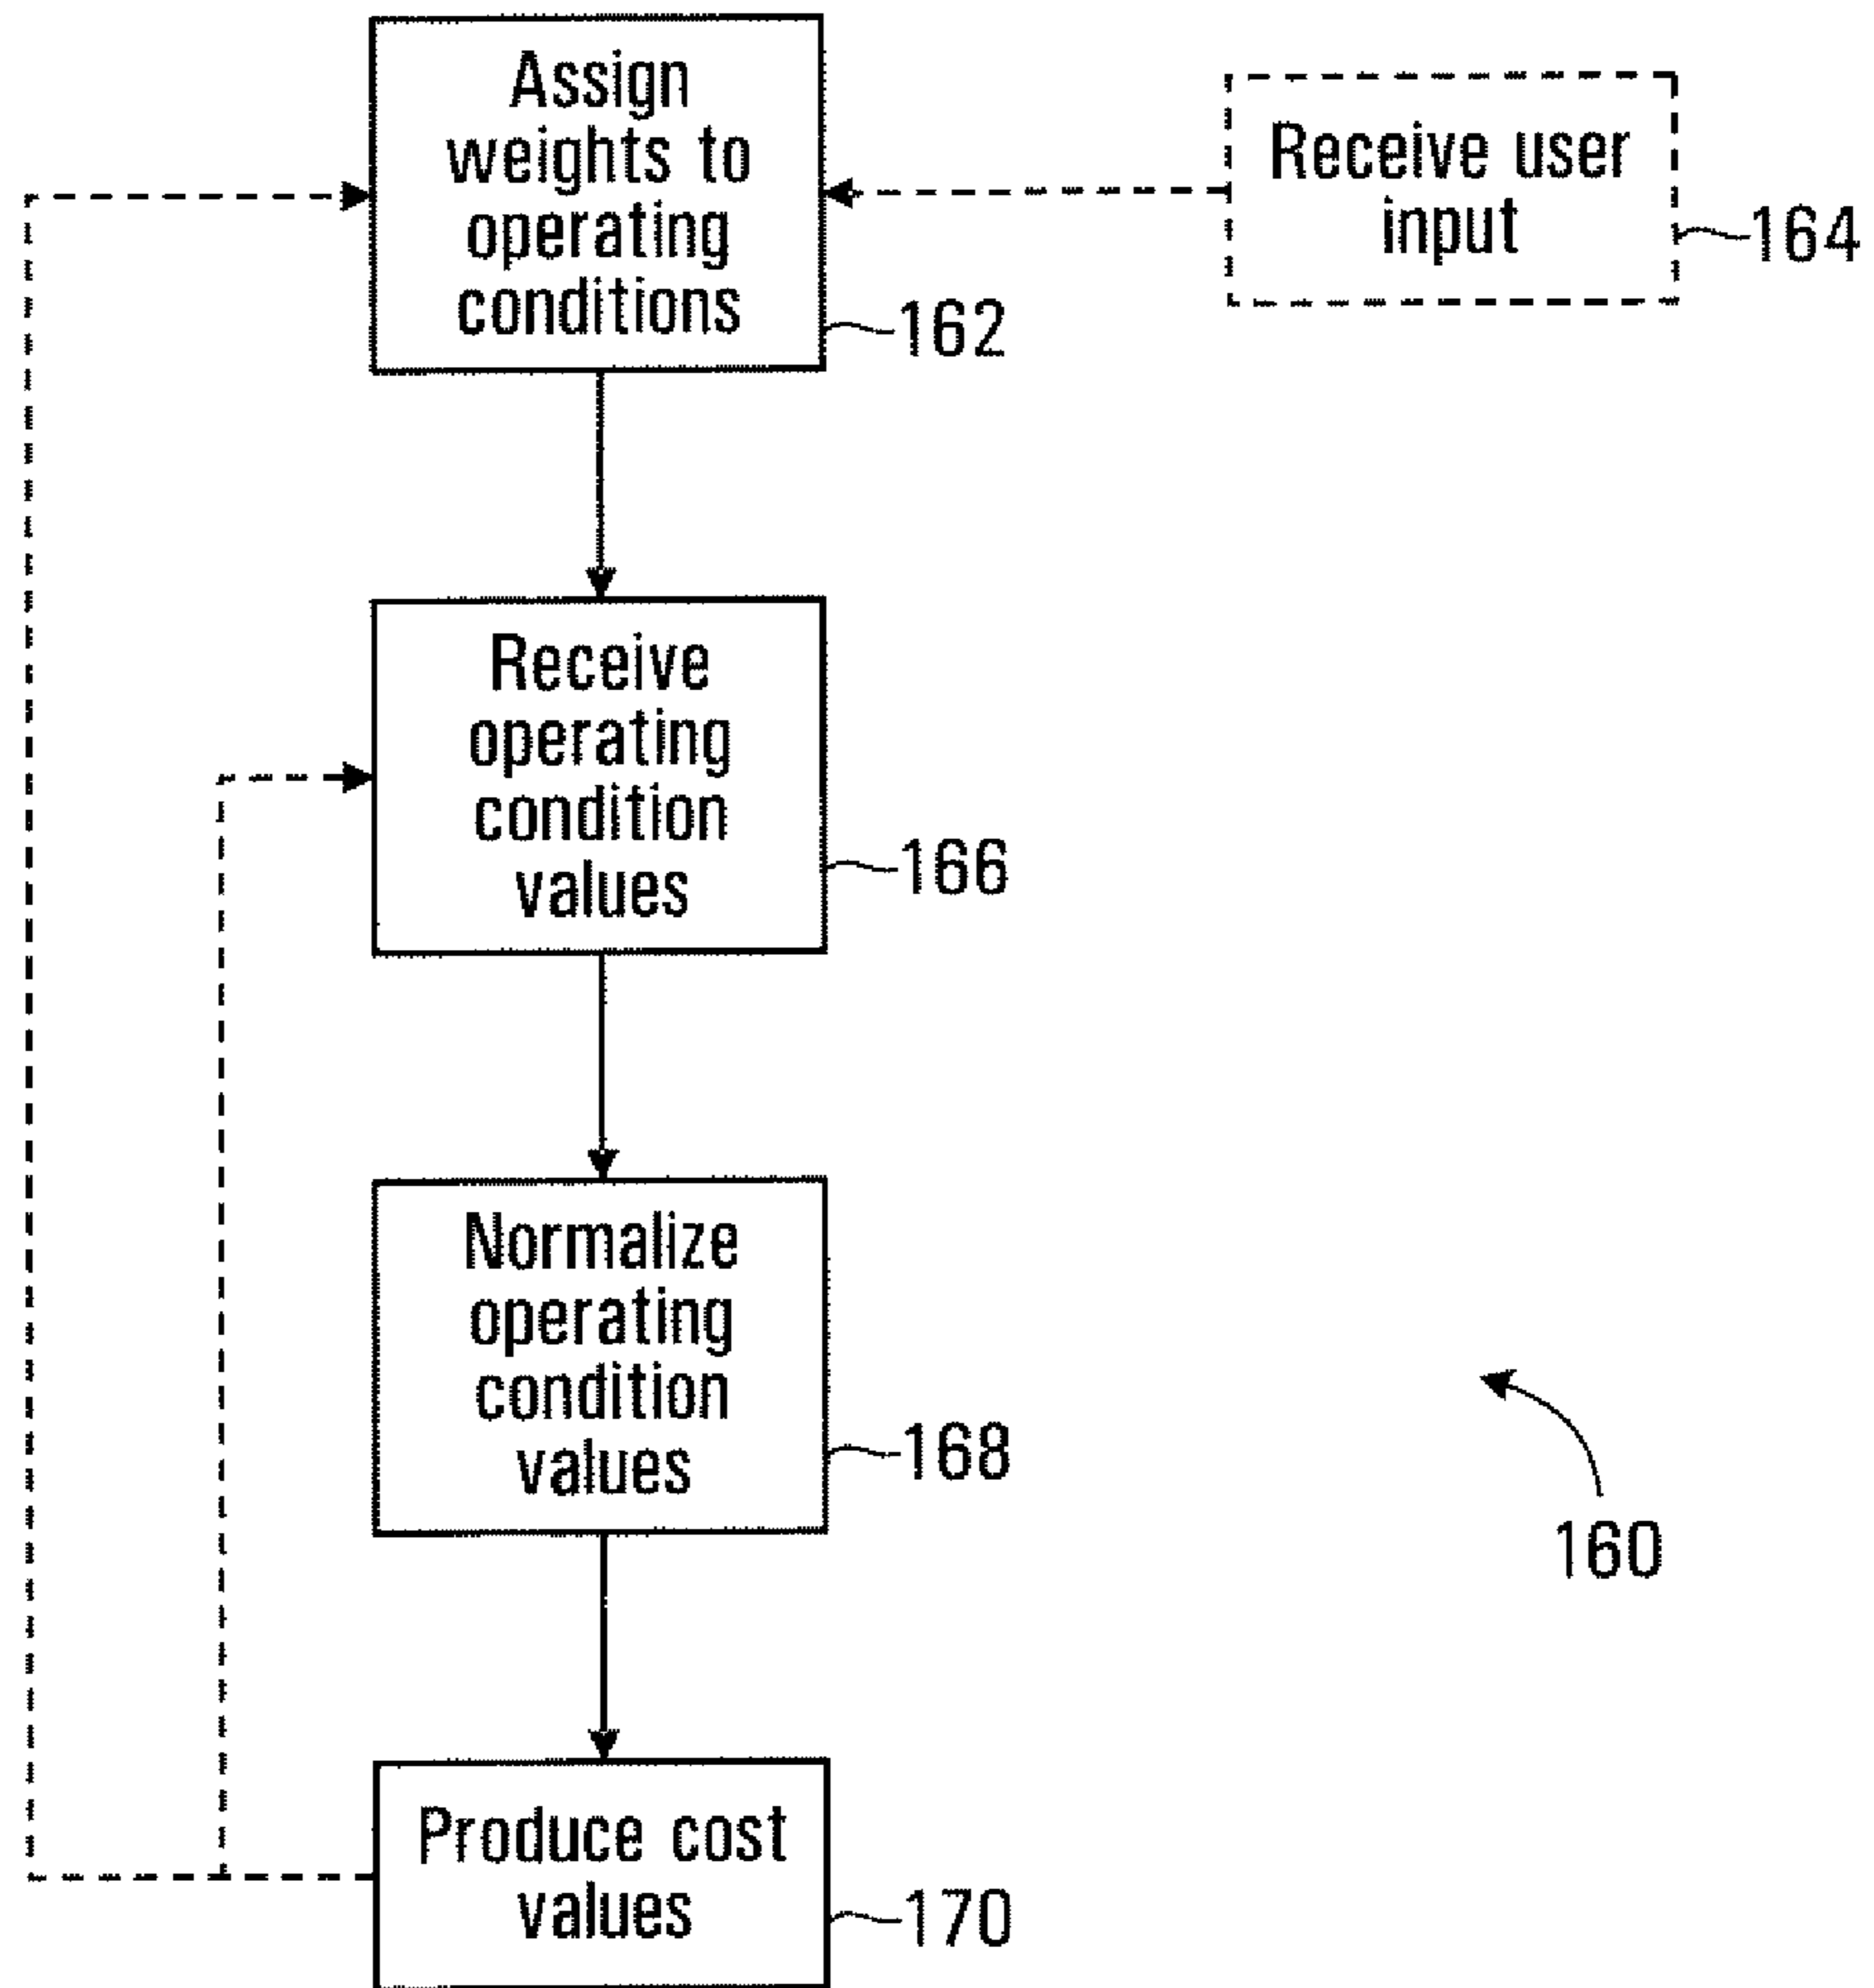 Assign
weights to
operating
conditions
162
Receive user
input
164
Receive
operating
condition
values
166
Normalize
operating
condition
values
168
160
Produce cost
values
170